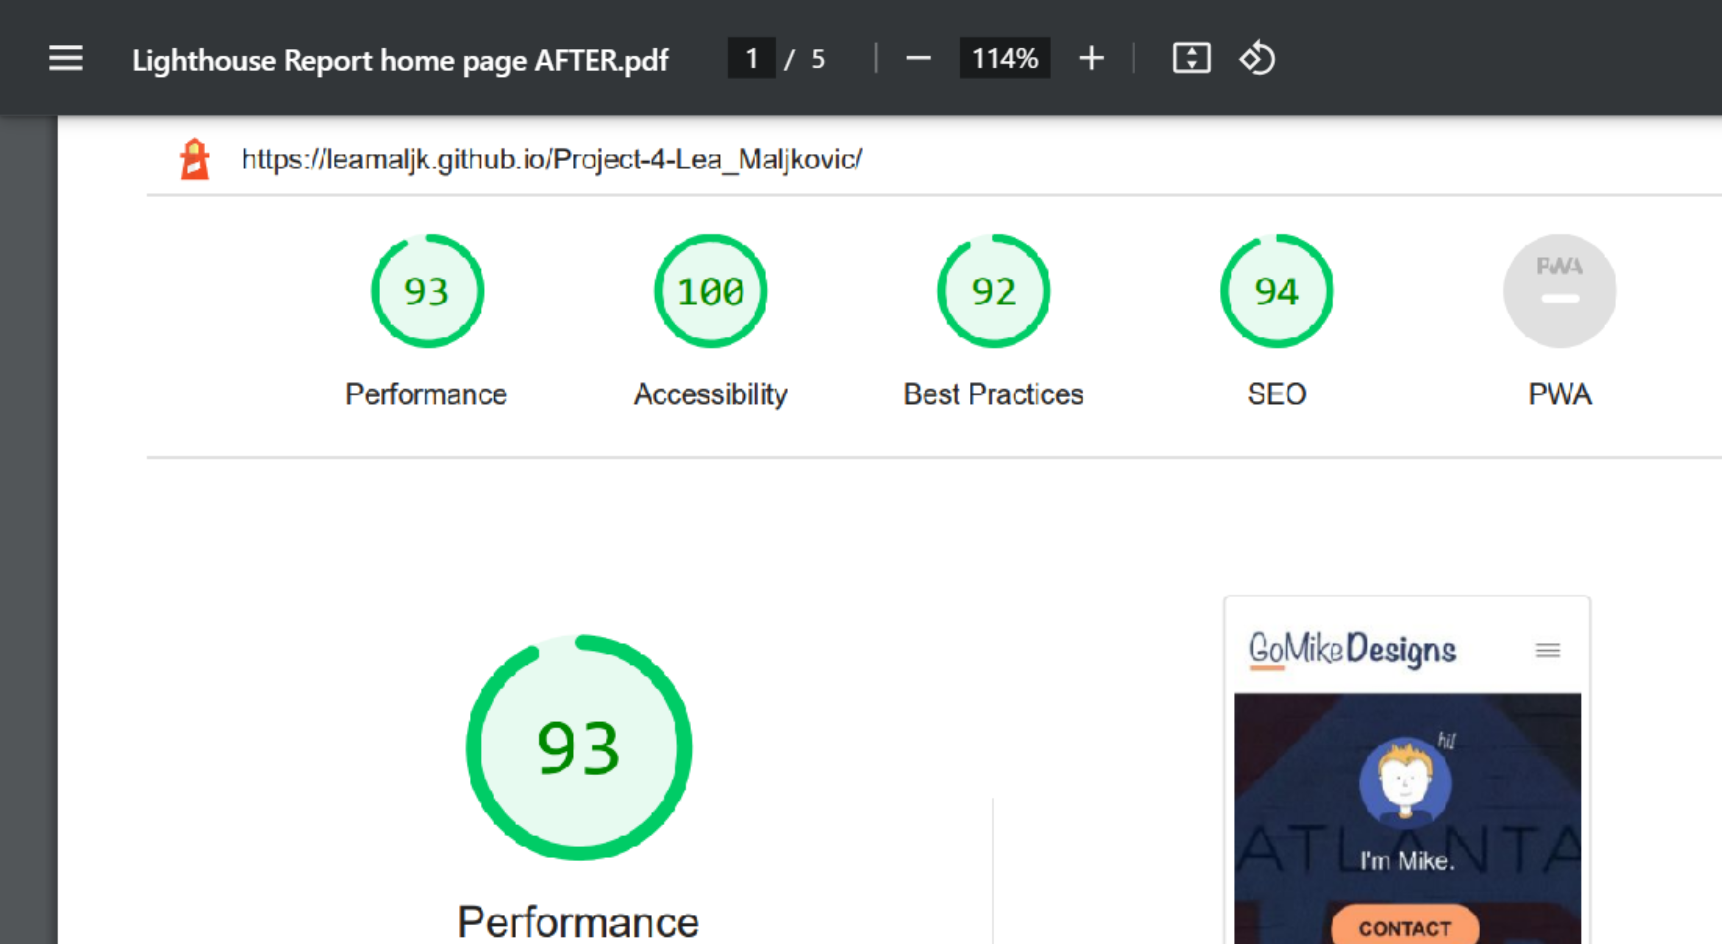 Lighthouse Report home page AFTER.pdf 1 / 5 114%
https://leamaljk.github.io/Project-4-Lea_Maljkovic/
93 100 92 94 PWA
Performance Accessibility Best Practices SEO PWA
93
Performance
GoMikeDesigns
hi!
ATLANTA
I'm Mike.
CONTACT